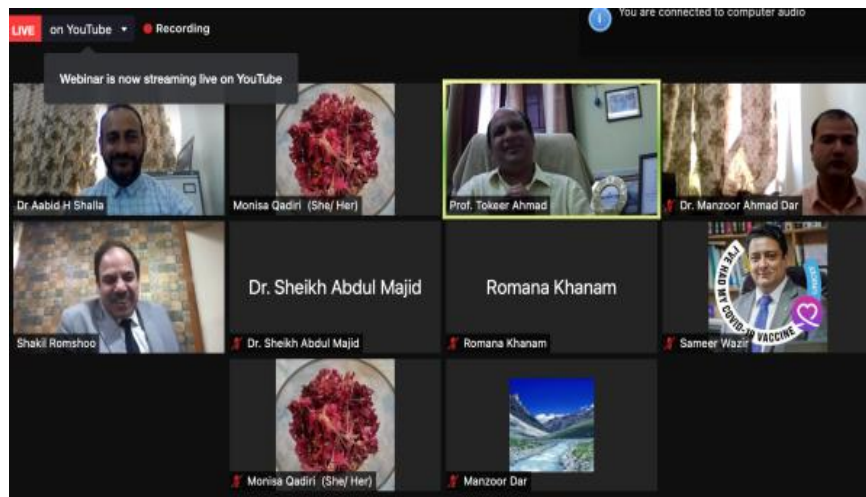 You are connected to computer audio
LIVE on YouTube Recording
Webinar is now streaming live on YouTube
Dr Aabid H Shalla
Monisa Qadiri (She/ Her)
Prof. Tokeer Ahmad
Dr. Manzoor Ahmad Dar
Shakil Romshoo
Dr. Sheikh Abdul Majid
Dr. Sheikh Abdul Majid
Romana Khanam
Romana Khanam
I'VE HAD MY COVID-19 VACCINE
Sameer Wazir
Monisa Qadiri (She/ Her)
Manzoor Dar